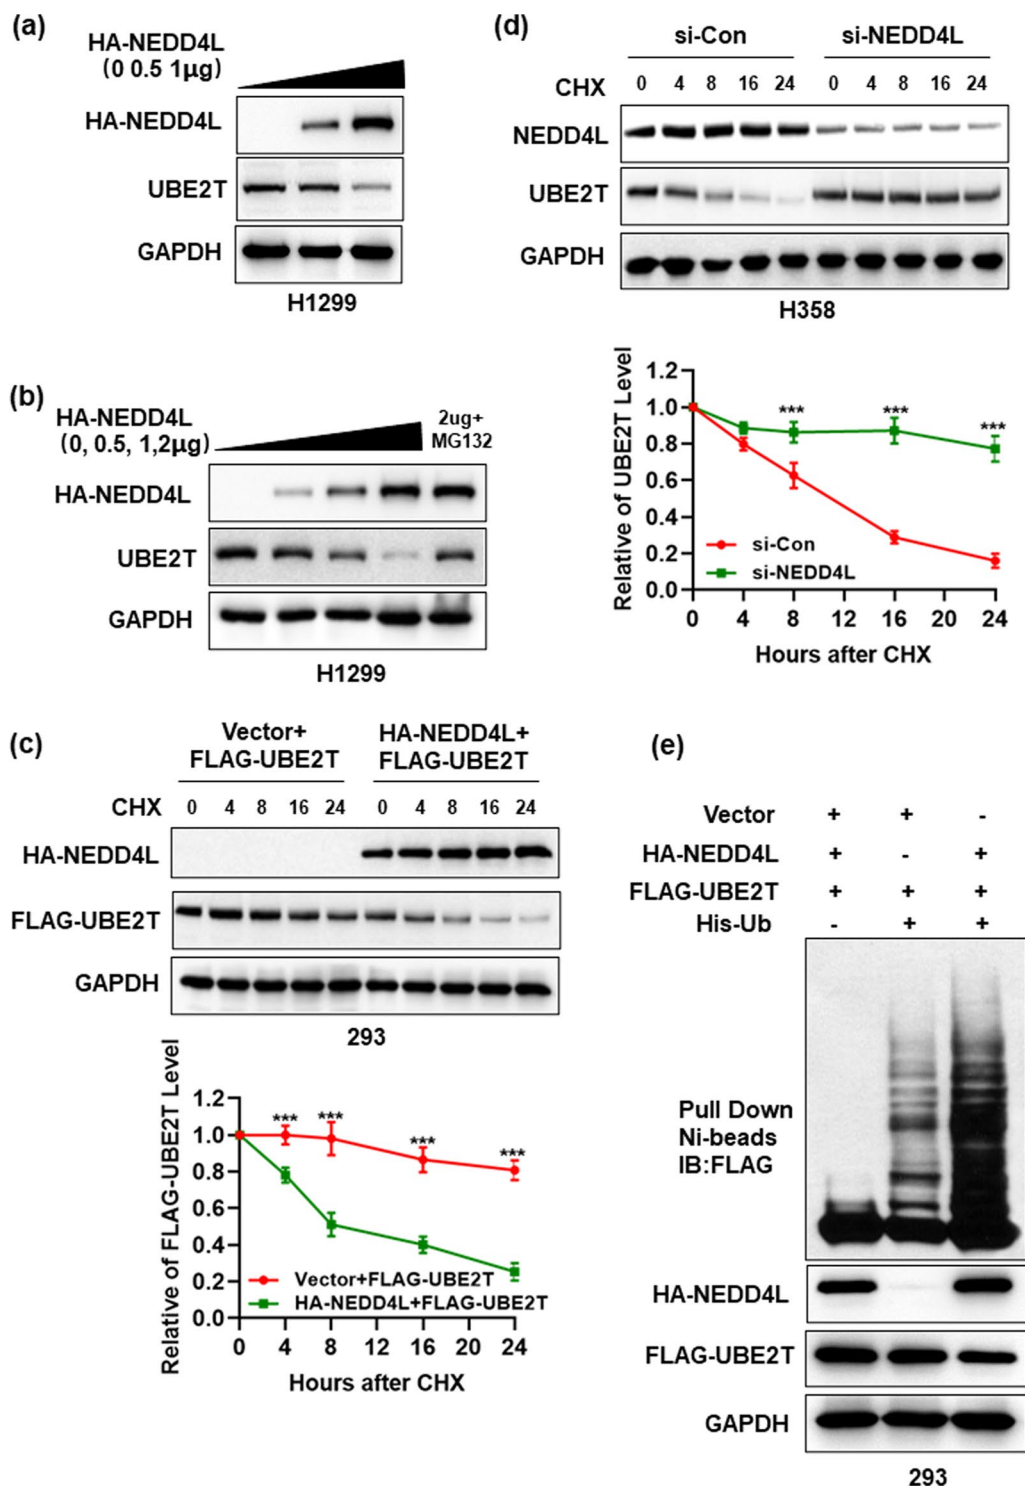 (a)
HA-NEDD4L
(0 0.5 1µg)
HA-NEDD4L
UBE2T
GAPDH
H1299
(b)
HA-NEDD4L
(0, 0.5, 1,2µg)
2ug+
MG132
HA-NEDD4L
UBE2T
GAPDH
H1299
(c)
Vector+
FLAG-UBE2T
HA-NEDD4L+
FLAG-UBE2T
CHX 0 4 8 16 24 0 4 8 16 24
HA-NEDD4L
FLAG-UBE2T
GAPDH
293
Relative of FLAG-UBE2T Level
1.2
1.0
0.8
0.6
0.4
0.2
0.0
*** *** *** ***
Vector+FLAG-UBE2T
HA-NEDD4L+FLAG-UBE2T
0 4 8 12 16 20 24
Hours after CHX
(d)
si-Con si-NEDD4L
CHX 0 4 8 16 24 0 4 8 16 24
NEDD4L
UBE2T
GAPDH
H358
Relative of UBE2T Level
1.2
1.0
0.8
0.6
0.4
0.2
0.0
*** *** ***
si-Con
si-NEDD4L
0 4 8 12 16 20 24
Hours after CHX
(e)
Vector + + -
HA-NEDD4L + - +
FLAG-UBE2T + + +
His-Ub - + +
Pull Down
Ni-beads
IB:FLAG
HA-NEDD4L
FLAG-UBE2T
GAPDH
293